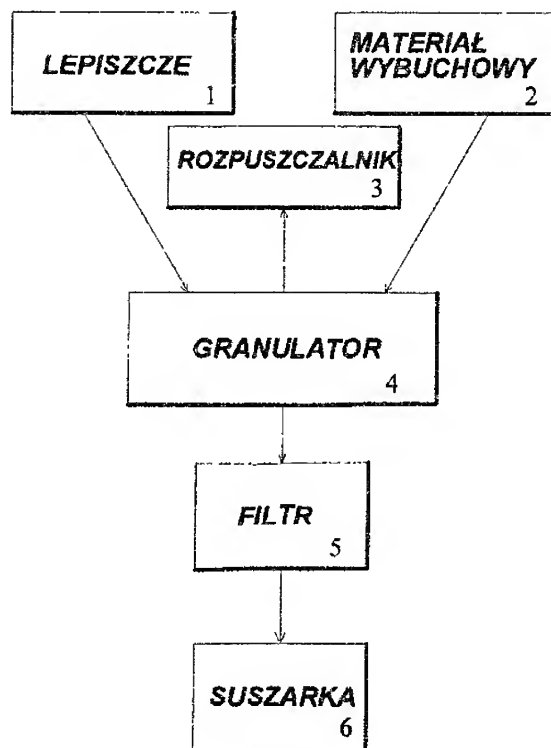 LEPISZCZE
1
MATERIAŁ
WYBUCHOWY
2
ROZPUSZCZALNIK
3
GRANULATOR
4
FILTR
5
SUSZARKA
6